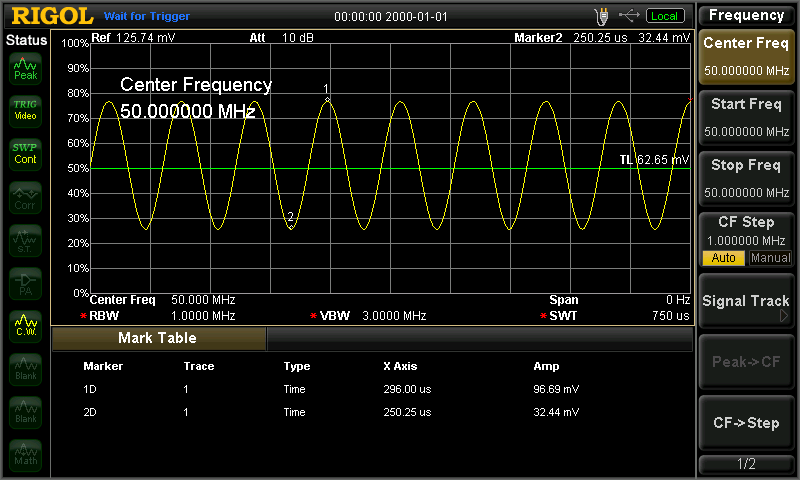 RIGOL Wait for Trigger 00:00:00 2000-01-01 Local Frequency
Status
Ref 125.74 mV Att 10 dB Marker2 250.25 us 32.44 mV
100%
90%
80%
70%
60%
50%
40%
30%
20%
10%
0%
Center Frequency
50.000000 MHz
1
2
TL 62.65 mV
Center Freq 50.000 MHz Span 0 Hz
*RBW 1.0000 MHz *VBW 3.0000 MHz *SWT 750 us
Peak
TRIG
Video
SWP
Cont
Corr
S.T.
PA
C.W.
Blank
Blank
Math
Mark Table
Marker Trace Type X Axis Amp
1D 1 Time 296.00 us 96.69 mV
2D 1 Time 250.25 us 32.44 mV
Center Freq
50.000000 MHz
Start Freq
50.000000 MHz
Stop Freq
50.000000 MHz
CF Step
1.000000 MHz
Auto Manual
Signal Track
Peak->CF
CF->Step
1/2